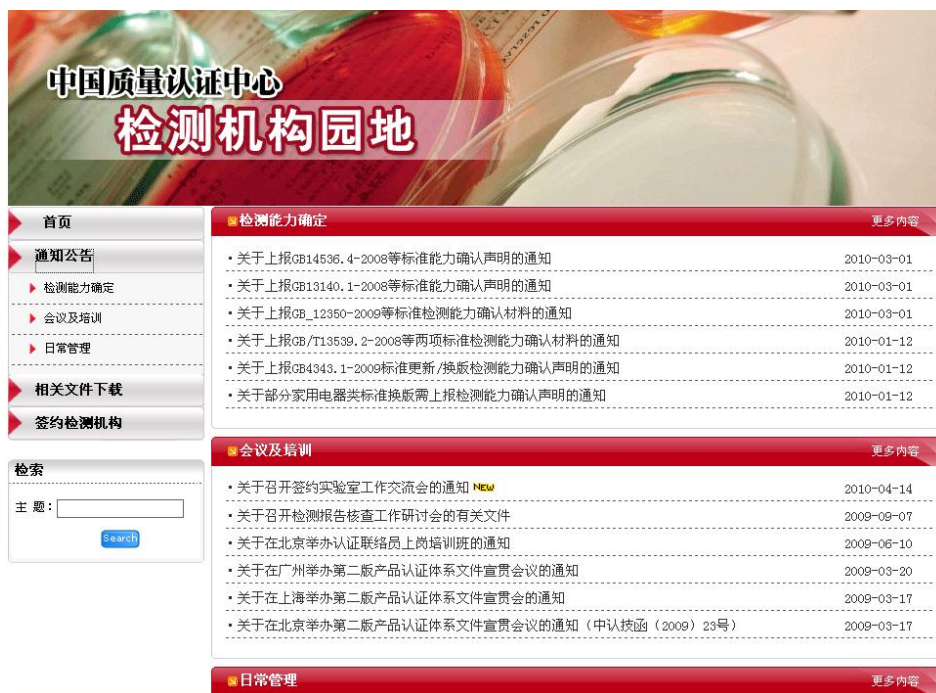 中国质量认证中心
检测机构园地
首页
通知公告
检测能力确定
会议及培训
日常管理
相关文件下载
签约检测机构
检索
主 题：
Search
检测能力确定 更多内容
·关于上报GB14536.4-2008等标准能力确认声明的通知 2010-03-01
·关于上报GB13140.1-2008等标准能力确认声明的通知 2010-03-01
·关于上报GB_12350-2009等标准检测能力确认材料的通知 2010-03-01
·关于上报GB/T13539.2-2008等两项标准检测能力确认材料的通知 2010-01-12
·关于上报GB4343.1-2009标准更新/换版检测能力确认声明的通知 2010-01-12
·关于部分家用电器类标准换版需上报检测能力确认声明的通知 2010-01-12
会议及培训 更多内容
·关于召开签约实验室工作交流会的通知 NEW 2010-04-14
·关于召开检测报告核查工作研讨会的有关文件 2009-09-07
·关于在北京举办认证联络员上岗培训班的通知 2009-06-10
·关于在广州举办第二版产品认证体系文件宣贯会议的通知 2009-03-20
·关于在上海举办第二版产品认证体系文件宣贯会的通知 2009-03-17
·关于在北京举办第二版产品认证体系文件宣贯会议的通知（中认技函（2009）23号） 2009-03-17
日常管理 更多内容